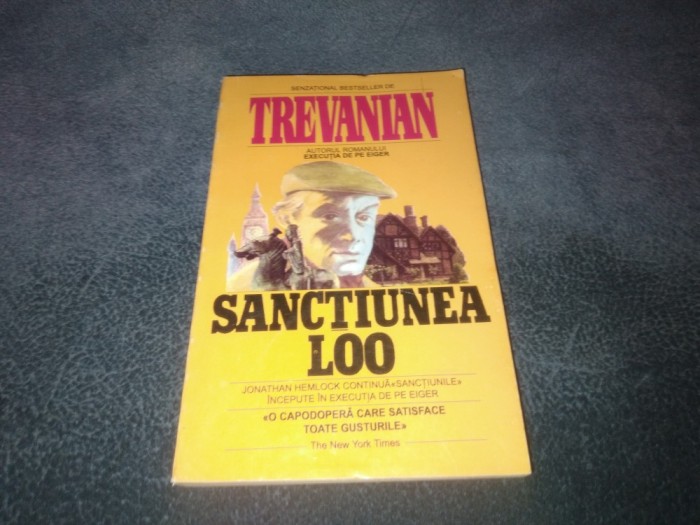 SENZAȚIONAL BESTSELLER DE
TREVANIAN
AUTORUL ROMANULUI
EXECUȚIA DE PE EIGER
SANCȚIUNEA
LOO
JONATHAN HEMLOCK CONTINUĂ «SANCȚIUNILE»
ÎNCEPUTE ÎN EXECUȚIA DE PE EIGER
«O CAPODOPERĂ CARE SATISFACE
TOATE GUSTURILE»
The New York Times